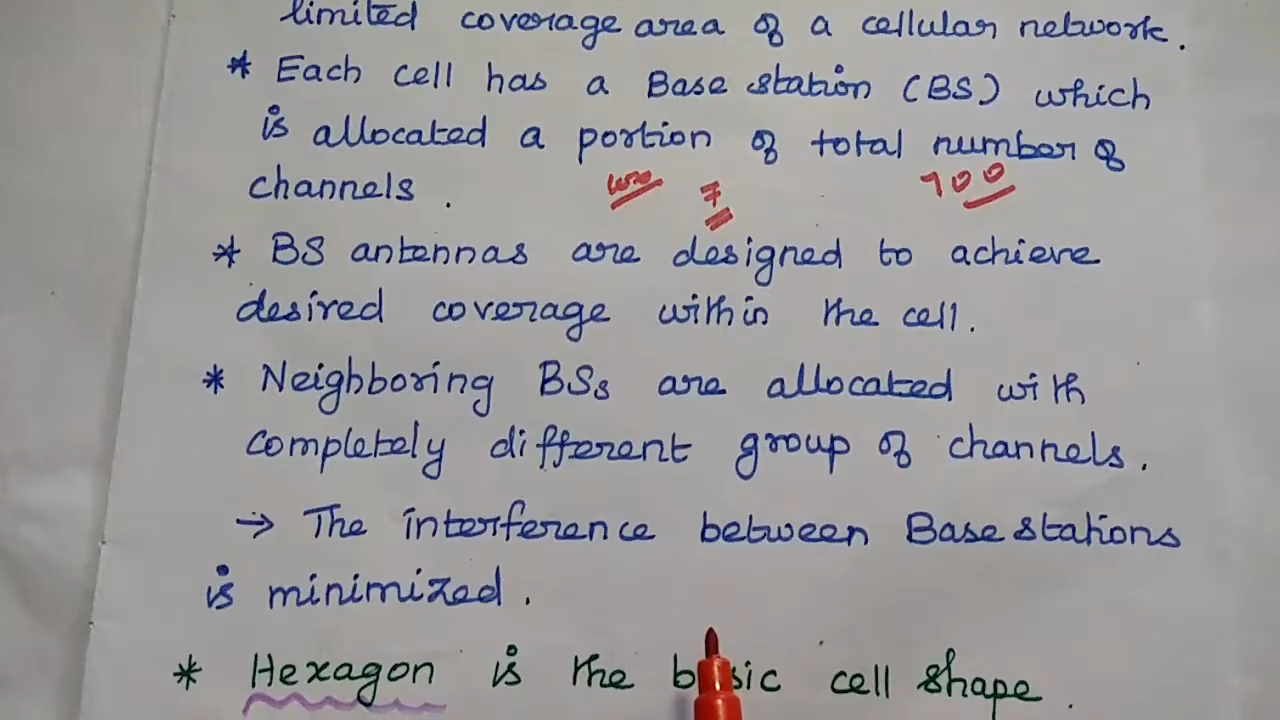 limited coverage area of a cellular network.
* Each cell has a Base station (BS) which
is allocated a portion of total number of
channels.
7 700
* BS antennas are designed to achieve
desired coverage within the cell.
* Neighboring BSs are allocated with
completely different group of channels.
→ The interference between Base stations
is minimized.
* Hexagon is the basic cell shape.